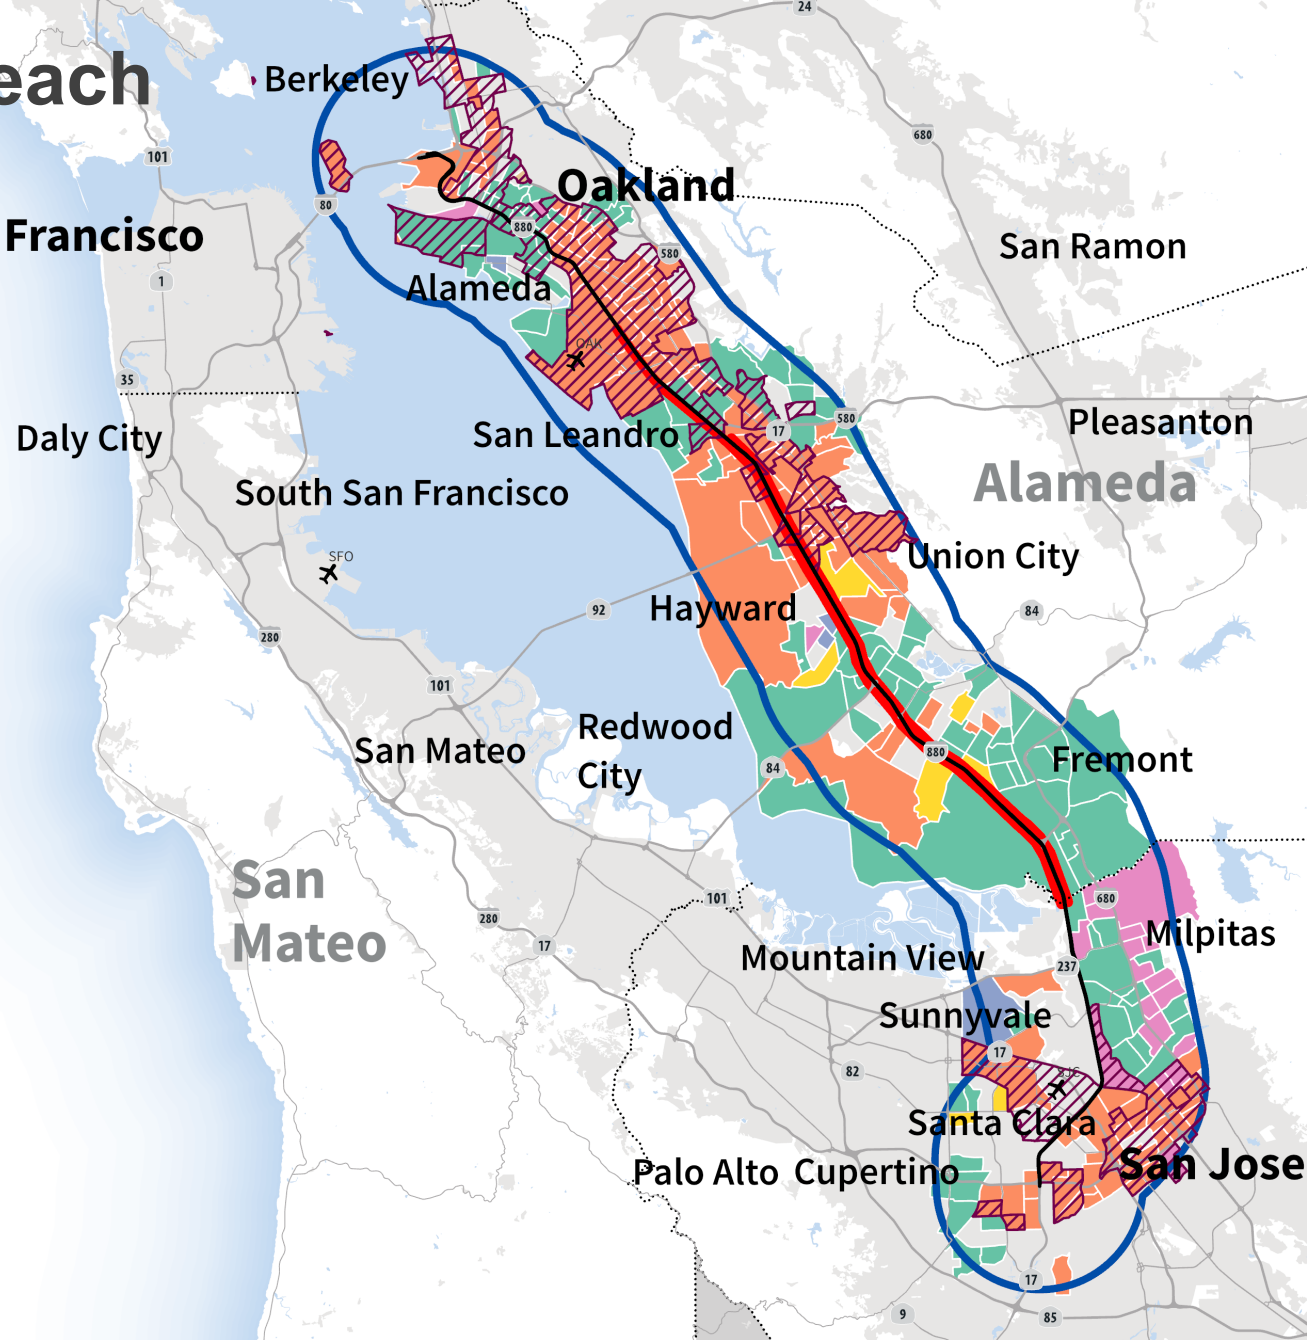 24
each
Berkeley
680
101
Oakland
80
880
Francisco
San Ramon
580
1
Alameda
OAK
35
580
17
Pleasanton
Daly City
San Leandro
Alameda
South San Francisco
SFO
Union City
92
Hayward
84
280
101
Redwood
City
San Mateo
880
Fremont
84
San
Mateo
101
680
280
17
Milpitas
Mountain View
237
Sunnyvale
17
82
SJC
Santa Clara
Palo Alto
Cupertino
San Jose
17
9
85